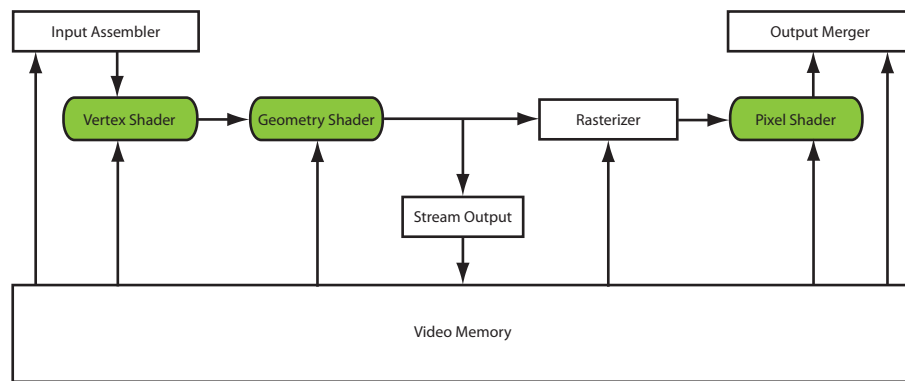 Input Assembler
Output Merger
Vertex Shader
Geometry Shader
Rasterizer
Pixel Shader
Stream Output
Video Memory